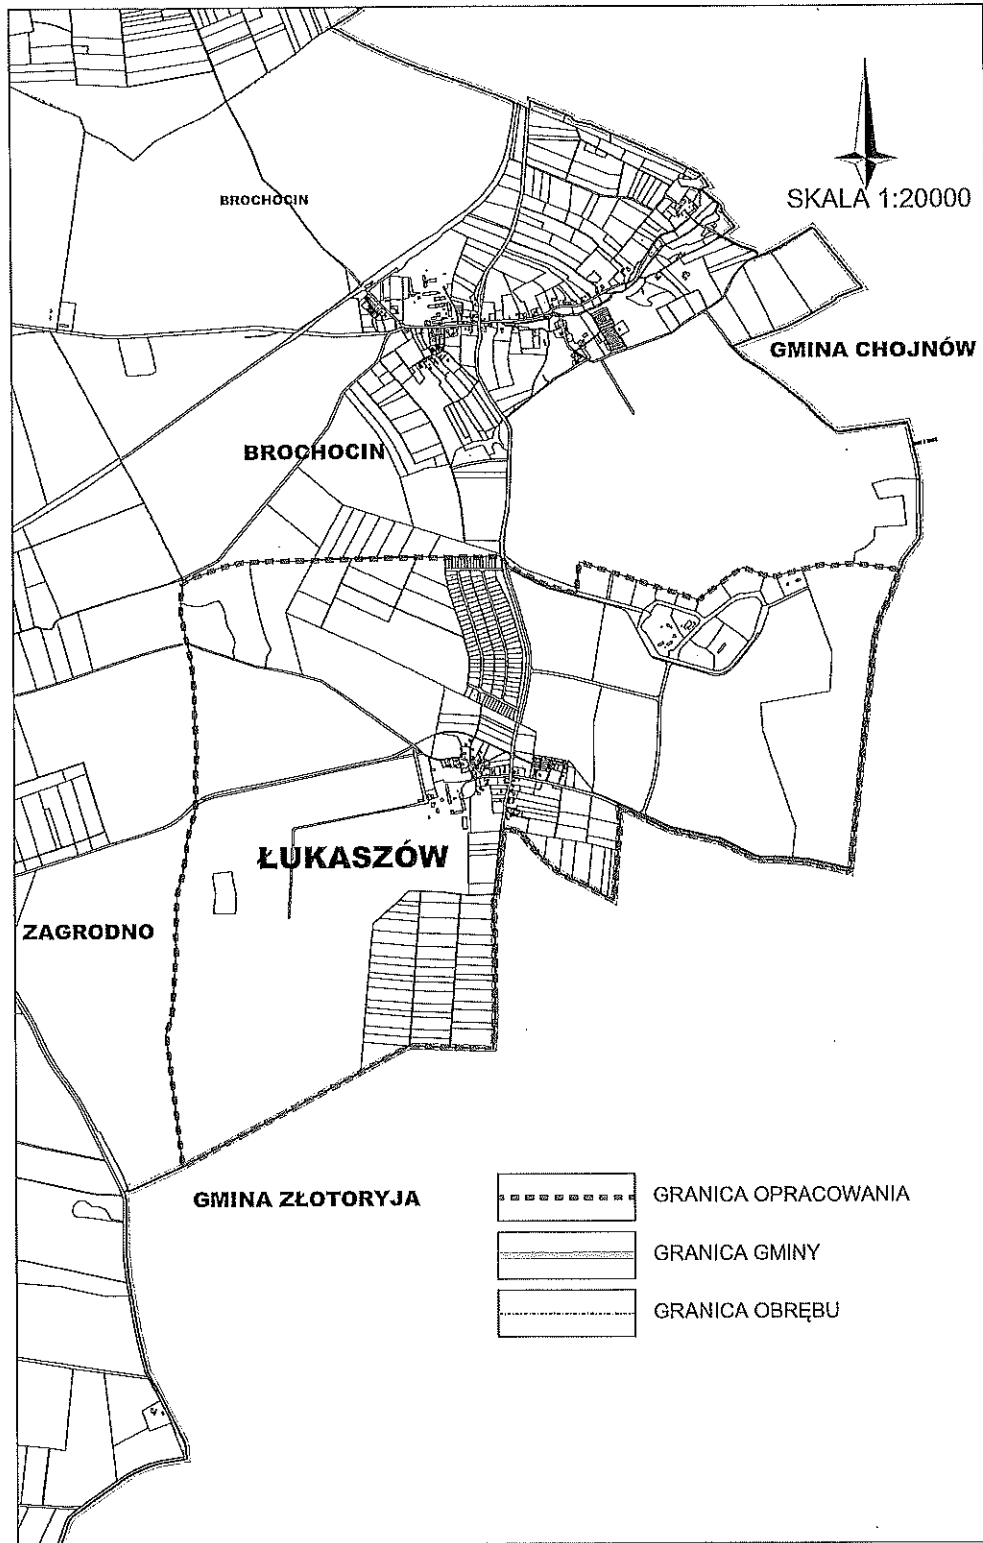 BROCHOCIN
SKALA 1:20000
GMINA CHOJNÓW
BROCHOCIN
ŁUKASZÓW
ZAGRODNO
GMINA ZŁOTORYJA
GRANICA OPRACOWANIA
GRANICA GMINY
GRANICA OBRĘBU